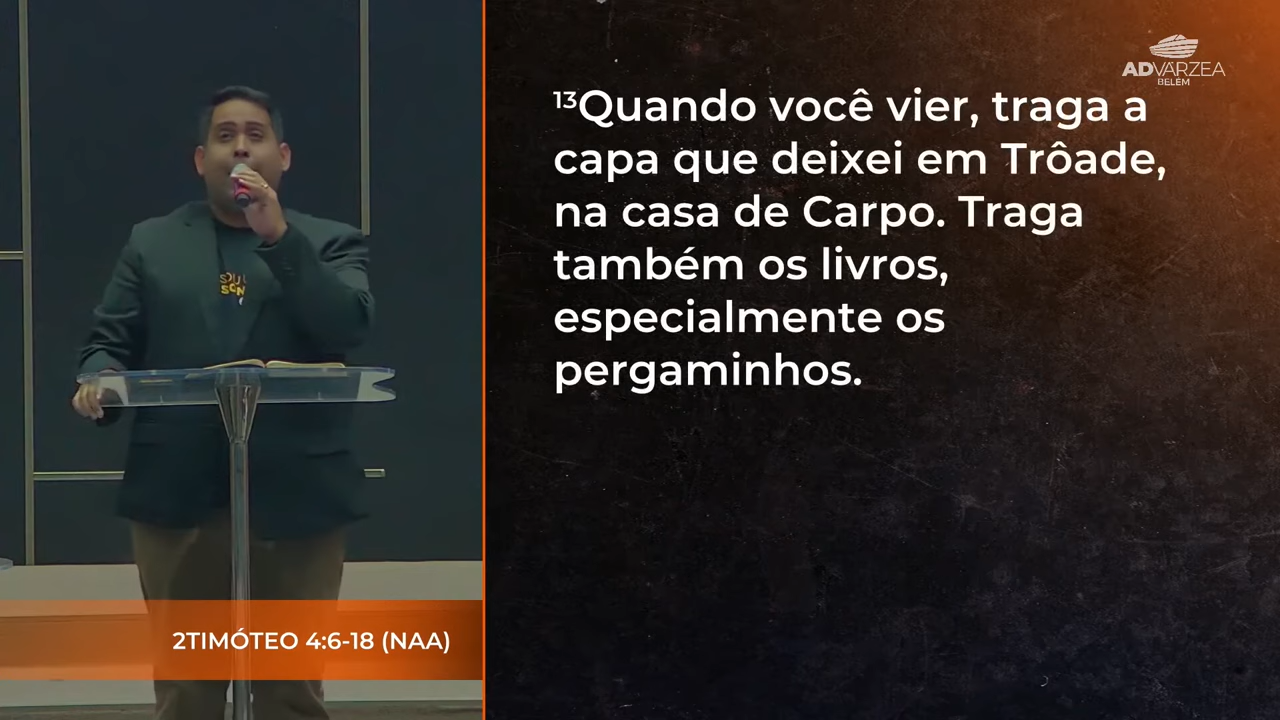 ADVARZEA
BELÉM
¹³Quando você vier, traga a
capa que deixei em Trôade,
na casa de Carpo. Traga
também os livros,
especialmente os
pergaminhos.
2TIMÓTEO 4:6-18 (NAA)